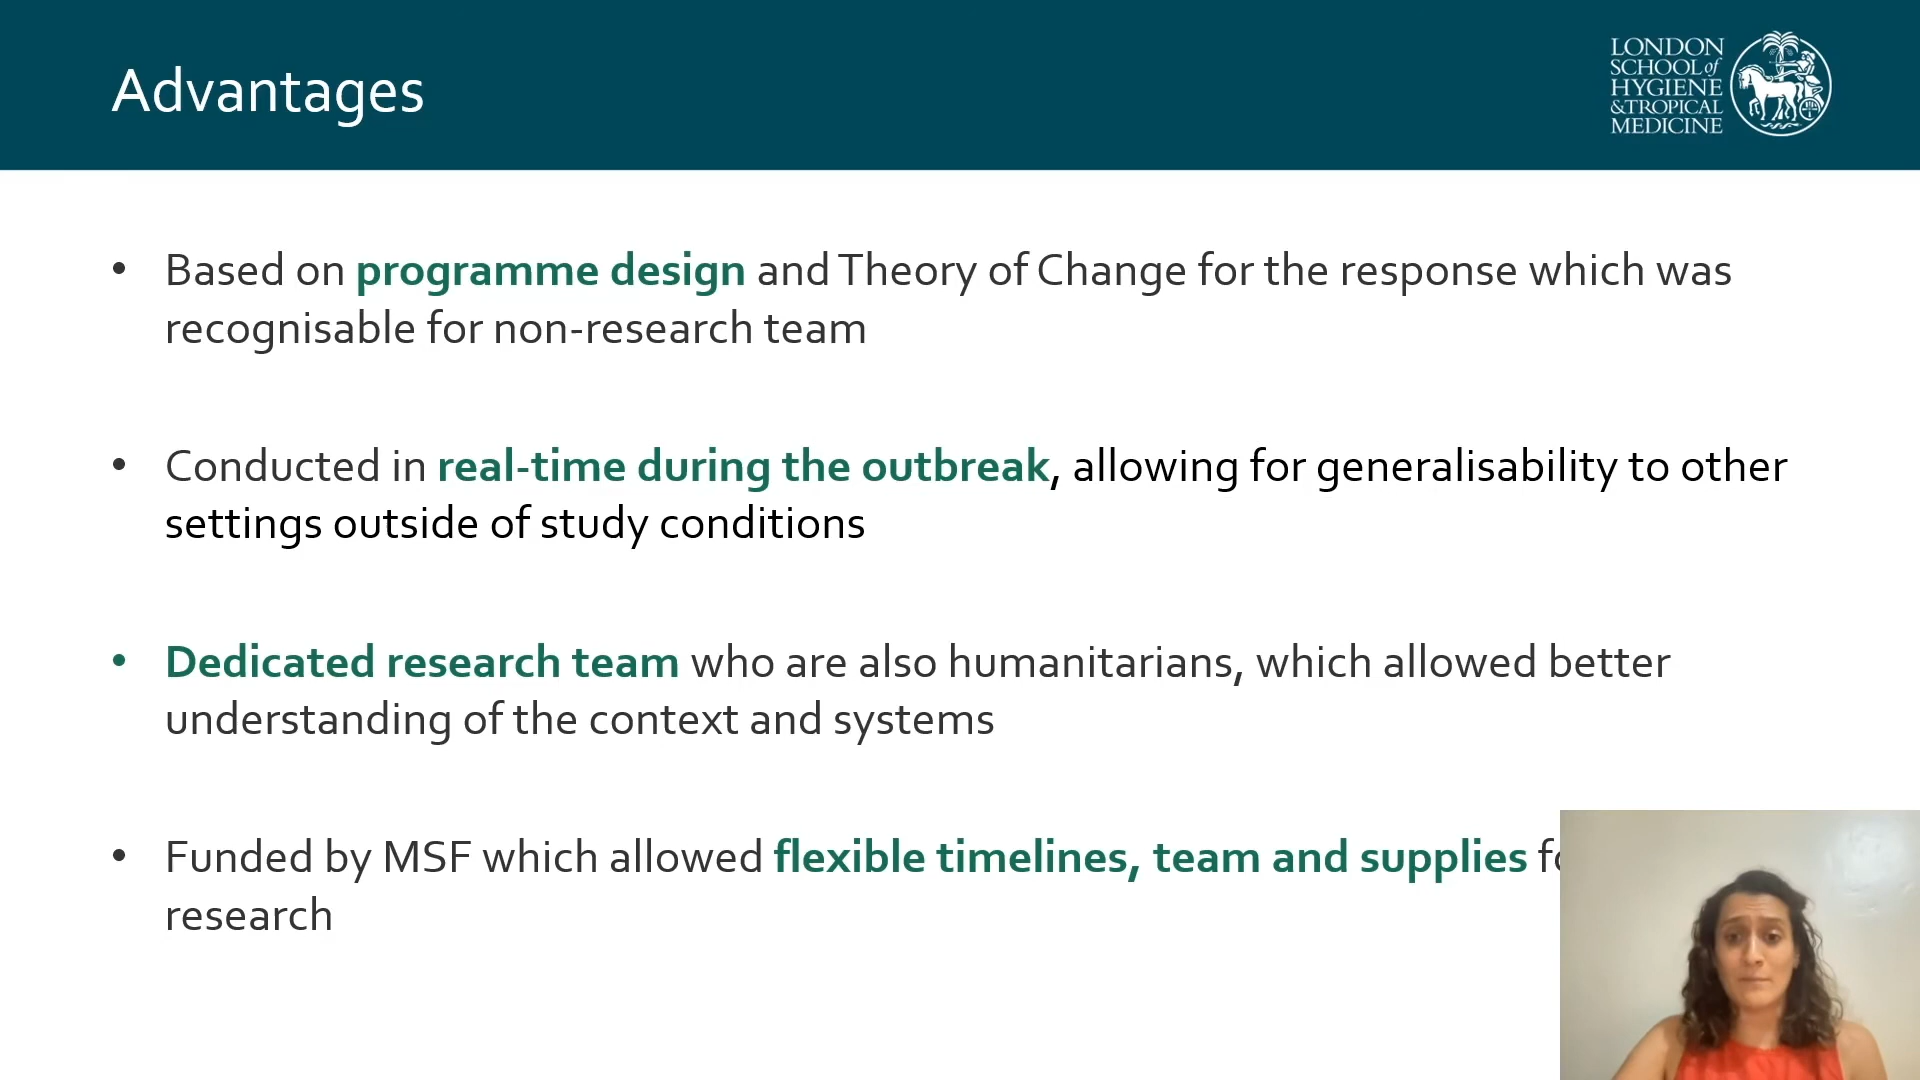 Advantages
LONDON
SCHOOL of
HYGIENE
& TROPICAL
MEDICINE
• Based on programme design and Theory of Change for the response which was
recognisable for non-research team
• Conducted in real-time during the outbreak, allowing for generalisability to other
settings outside of study conditions
• Dedicated research team who are also humanitarians, which allowed better
understanding of the context and systems
• Funded by MSF which allowed flexible timelines, team and supplies
research